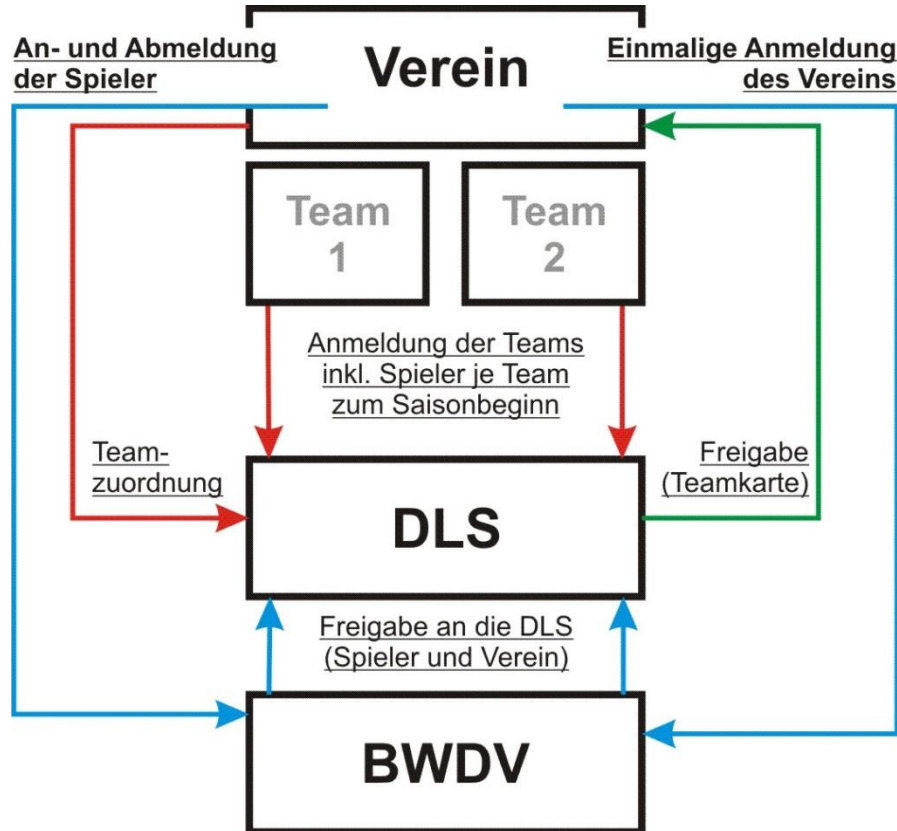 An- und Abmeldung
der Spieler
Verein
Einmalige Anmeldung
des Vereins
Team
1
Team
2
Anmeldung der Teams
inkl. Spieler je Team
zum Saisonbeginn
Team-
zuordnung
Freigabe
(Teamkarte)
DLS
Freigabe an die DLS
(Spieler und Verein)
BWDV